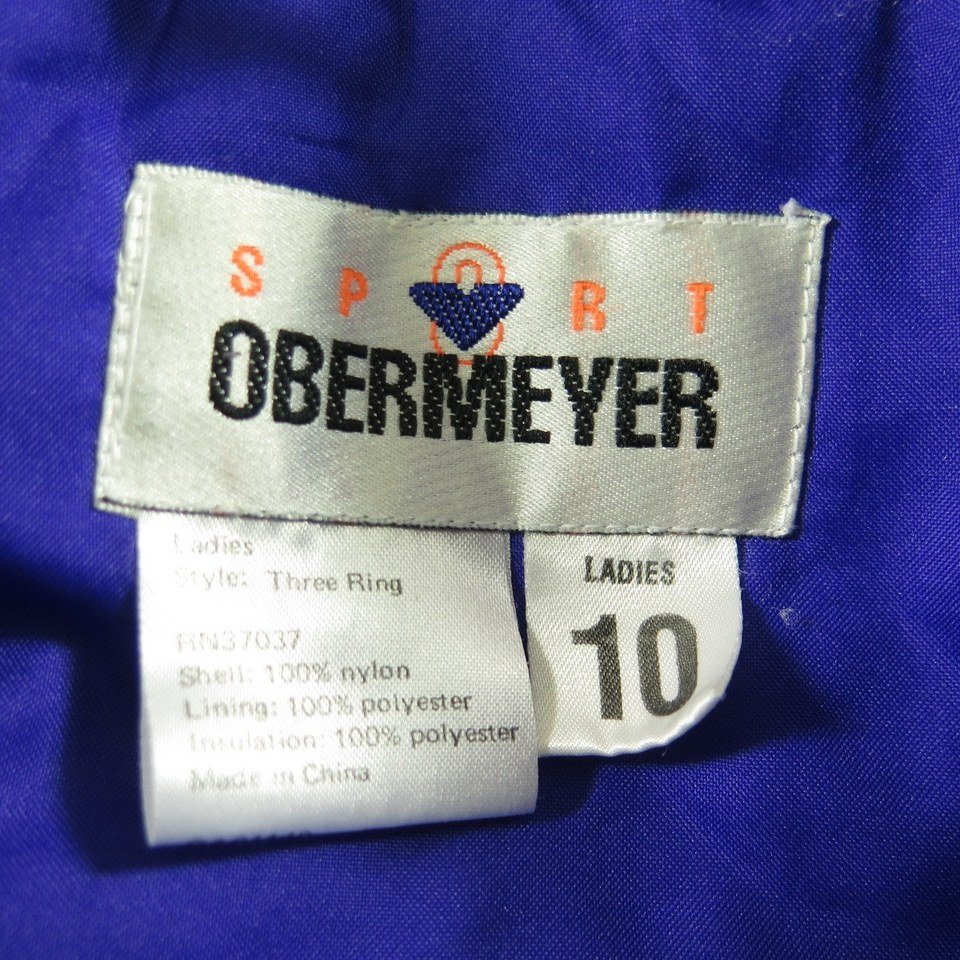 SPORT
OBERMEYER
Ladies
Style: Three Ring
RN37037
Shell: 100% nylon
Lining: 100% polyester
Insulation: 100% polyester
Made in China
LADIES
10